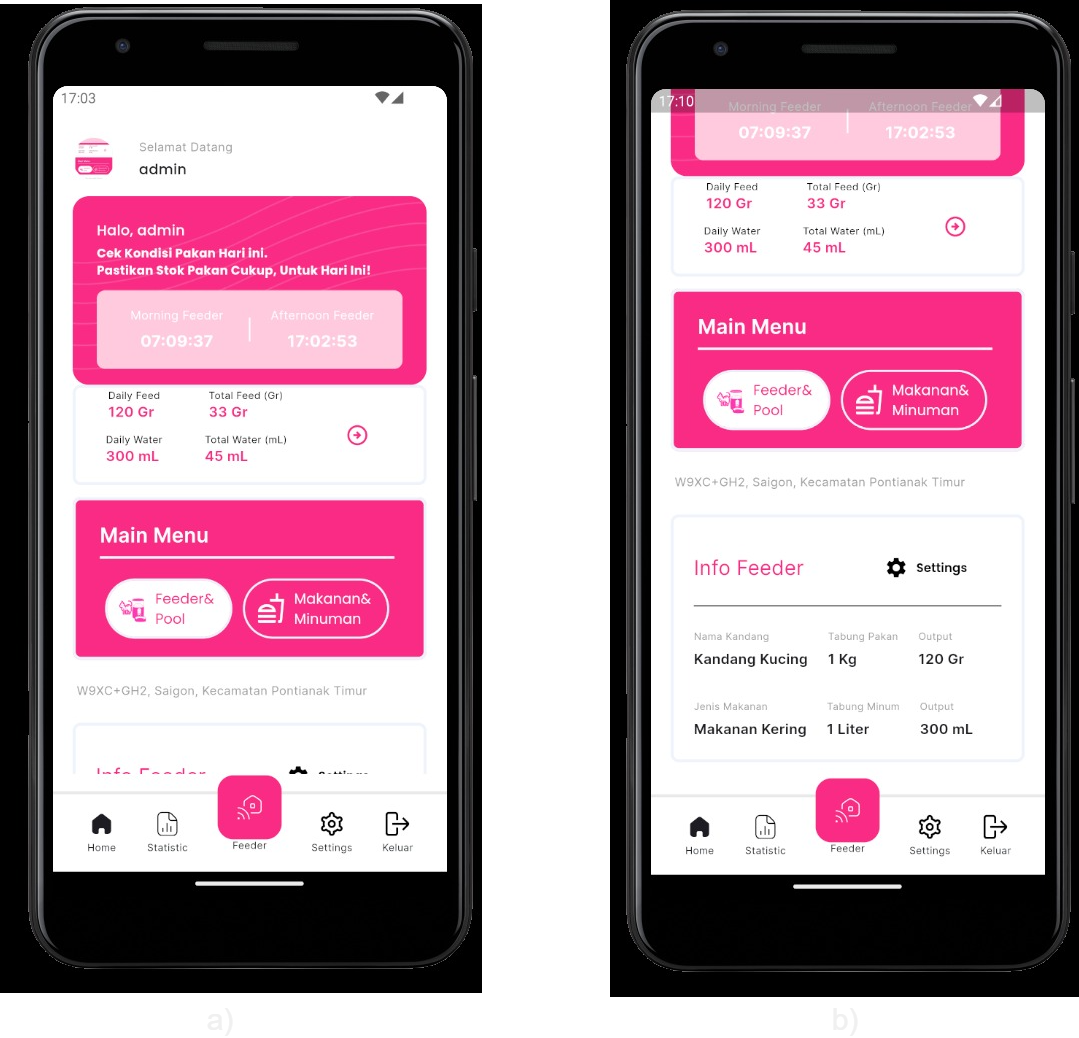 17:03
Selamat Datang
admin
Halo, admin
Cek Kondisi Pakan Hari ini.
Pastikan Stok Pakan Cukup, Untuk Hari Ini!
Morning Feeder Afternoon Feeder
07:09:37 17:02:53
Daily Feed Total Feed (Gr)
120 Gr 33 Gr
Daily Water Total Water (mL)
300 mL 45 mL
Main Menu
Feeder&
Pool
Makanan&
Minuman
W9XC+GH2, Saigon, Kecamatan Pontianak Timur
Info Feeder Settings
Home Statistic Feeder Settings Keluar
a)
17:10
Morning Feeder Afternoon Feeder
07:09:37 17:02:53
Daily Feed Total Feed (Gr)
120 Gr 33 Gr
Daily Water Total Water (mL)
300 mL 45 mL
Main Menu
Feeder&
Pool
Makanan&
Minuman
W9XC+GH2, Saigon, Kecamatan Pontianak Timur
Info Feeder Settings
Nama Kandang Tabung Pakan Output
Kandang Kucing 1 Kg 120 Gr
Jenis Makanan Tabung Minum Output
Makanan Kering 1 Liter 300 mL
Home Statistic Feeder Settings Keluar
b)